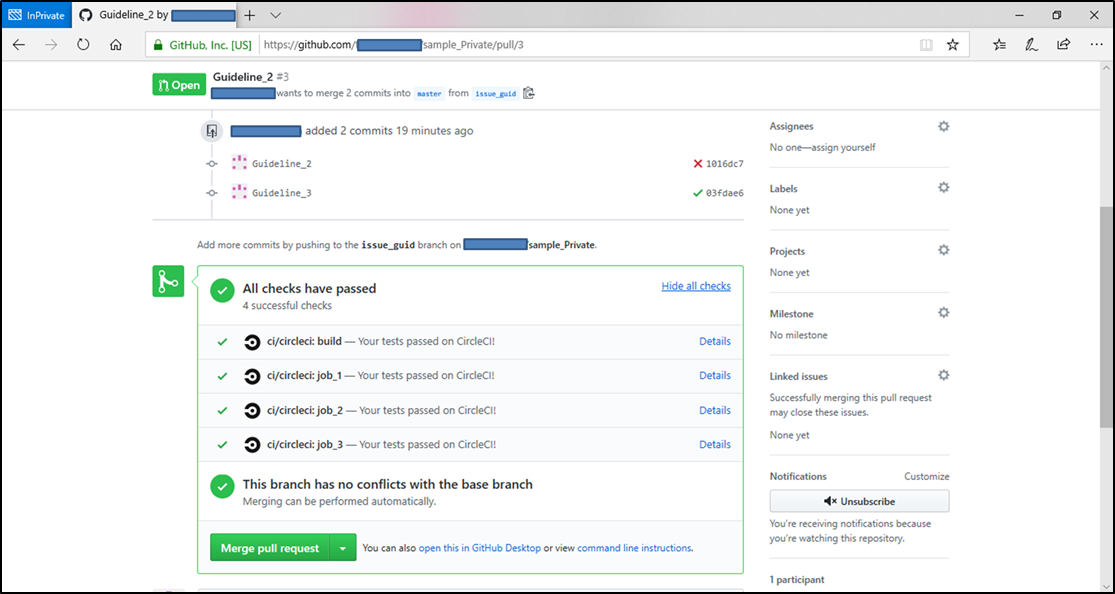 InPrivate
Guideline_2 by
GitHub, Inc. [US]
https://github.com/
sample_Private/pull/3
Open
Guideline_2 #3
wants to merge 2 commits into master from issue_guid
added 2 commits 19 minutes ago
Guideline_2
1016dc7
Guideline_3
03fdae6
Add more commits by pushing to the issue_guid branch on
sample_Private.
All checks have passed
Hide all checks
4 successful checks
ci/circleci: build — Your tests passed on CircleCI!
Details
ci/circleci: job_1 — Your tests passed on CircleCI!
Details
ci/circleci: job_2 — Your tests passed on CircleCI!
Details
ci/circleci: job_3 — Your tests passed on CircleCI!
Details
This branch has no conflicts with the base branch
Merging can be performed automatically.
Merge pull request
You can also open this in GitHub Desktop or view command line instructions.
Assignees
No one—assign yourself
Labels
None yet
Projects
None yet
Milestone
No milestone
Linked issues
Successfully merging this pull request
may close these issues.
None yet
Notifications
Customize
Unsubscribe
You're receiving notifications because
you're watching this repository.
1 participant